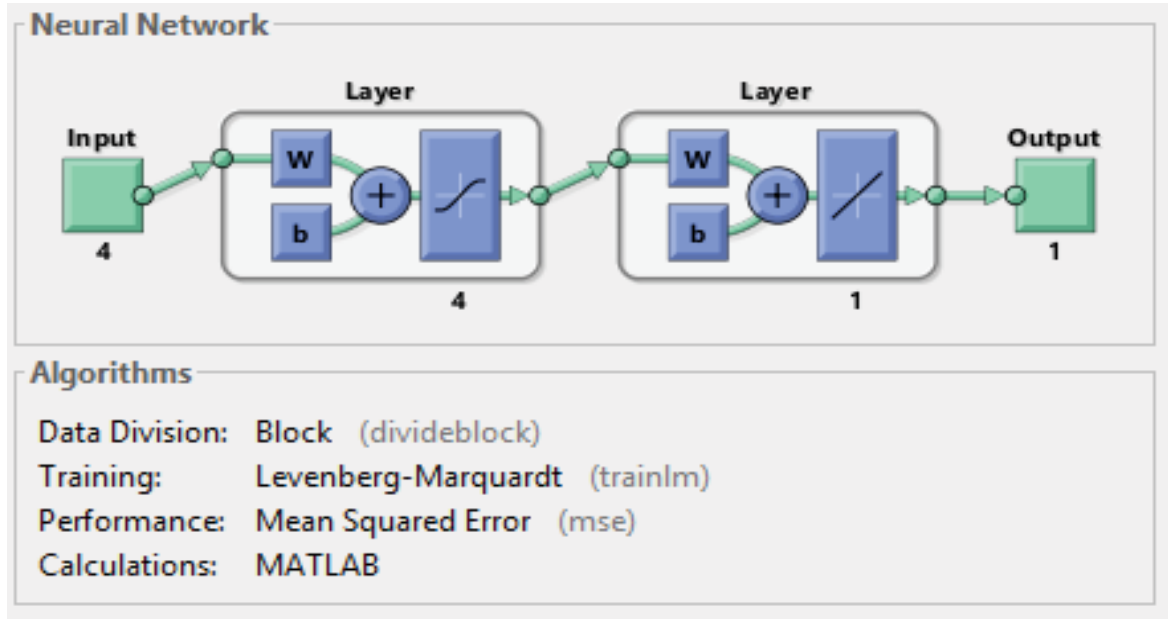 Neural Network
Layer
Layer
Input
Output
W
W
+
+
b
b
4
1
4
1
Algorithms
Data Division: Block (divideblock)
Training: Levenberg-Marquardt (trainlm)
Performance: Mean Squared Error (mse)
Calculations: MATLAB